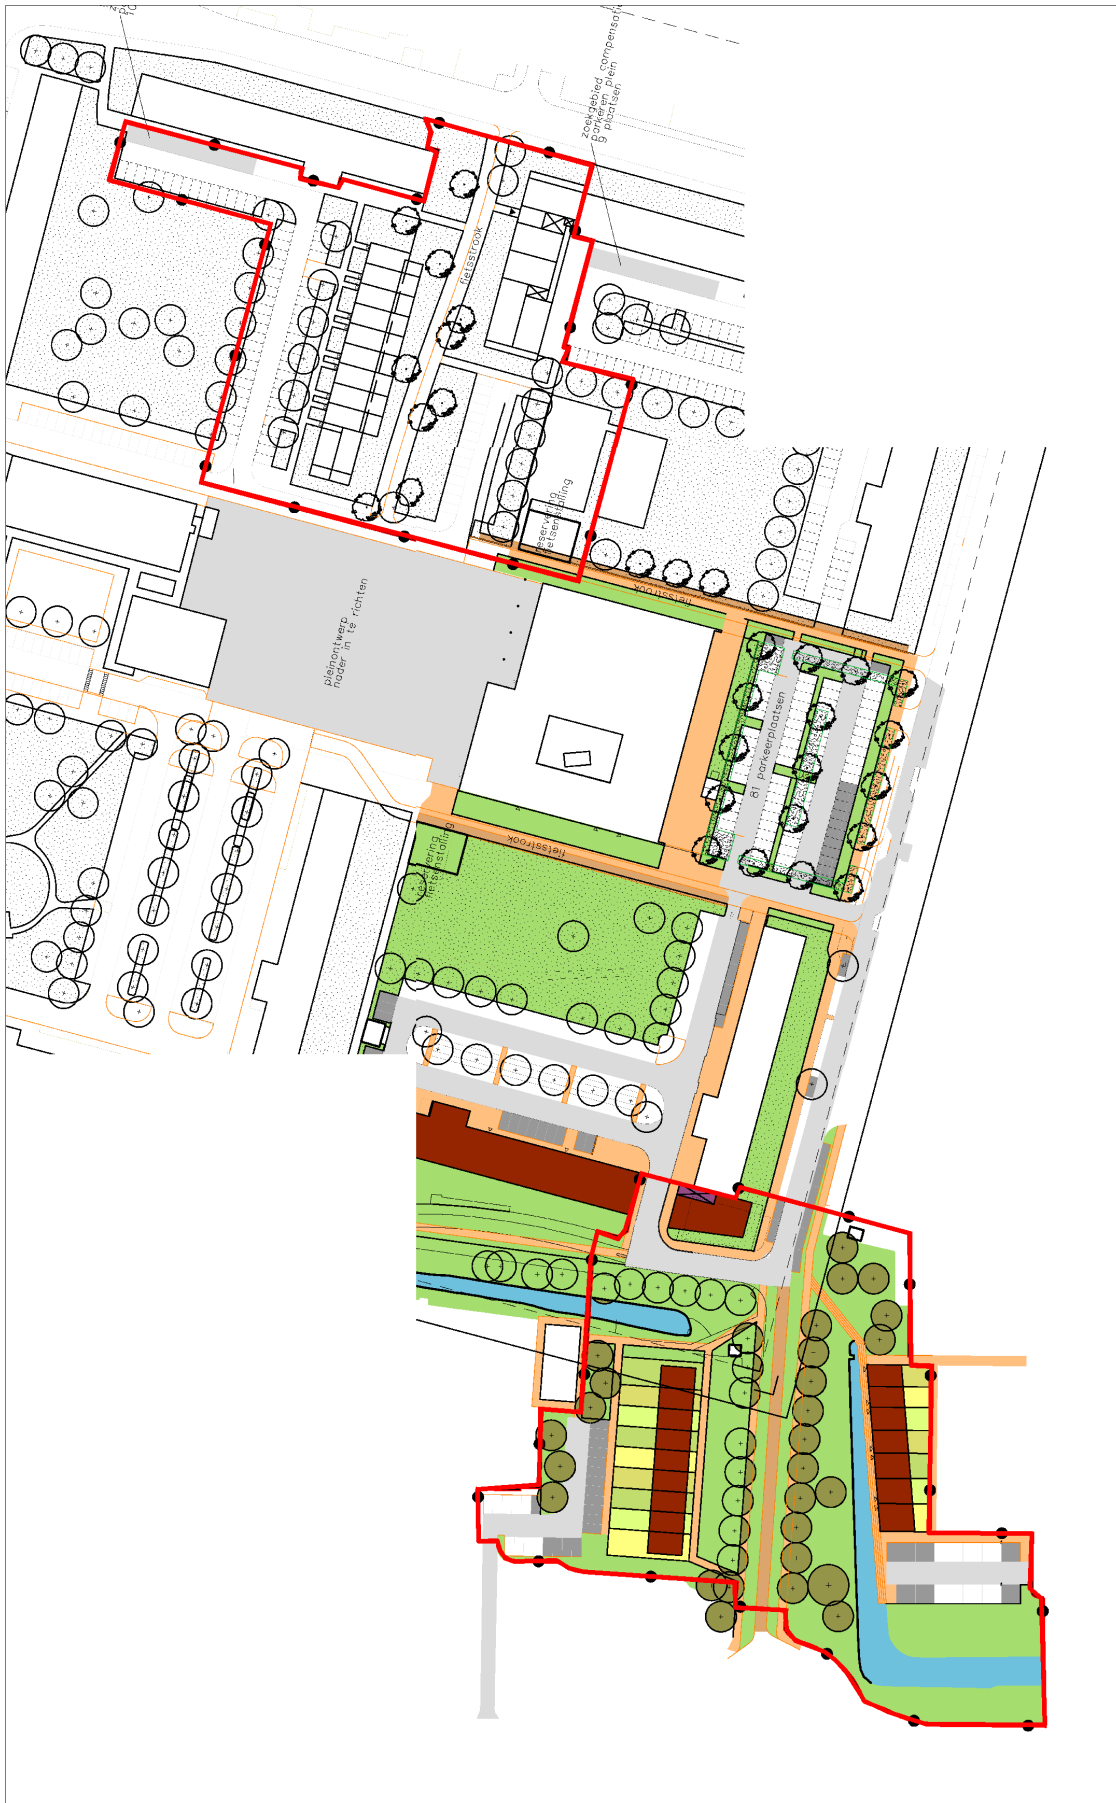 zoekgebied compensatie
parkeren plein
9 plaatsen
fietsstrook
reservering
fietsenstalling
fietsstrook
pleinontwerp
nader in te richten
81 parkeerplaatsen
fietsstrook
reservering
fietsenstalling